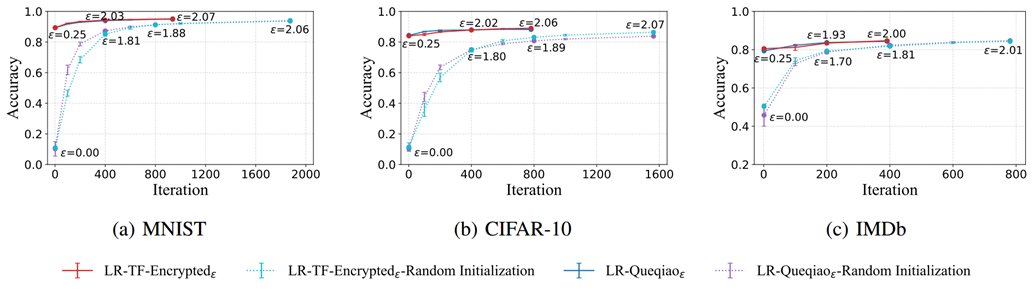 1.0
0.8
0.6
0.4
0.2
0.0
Accuracy
0 400 800 1200 1600 2000
Iteration
ε=0.25
ε=2.03
ε=2.07
ε=1.81
ε=1.88
ε=2.06
ε=0.00
(a) MNIST
1.0
0.8
0.6
0.4
0.2
0.0
Accuracy
0 400 800 1200 1600
Iteration
ε=0.25
ε=2.02
ε=2.06
ε=2.07
ε=1.80
ε=1.89
ε=0.00
(b) CIFAR-10
1.0
0.8
0.6
0.4
0.2
Accuracy
0 200 400 600 800
Iteration
ε=0.25
ε=1.93
ε=2.00
ε=1.70
ε=1.81
ε=2.01
ε=0.00
(c) IMDb
LR-TF-Encryptedε LR-TF-Encryptedε-Random Initialization LR-Queqiaoε LR-Queqiaoε-Random Initialization